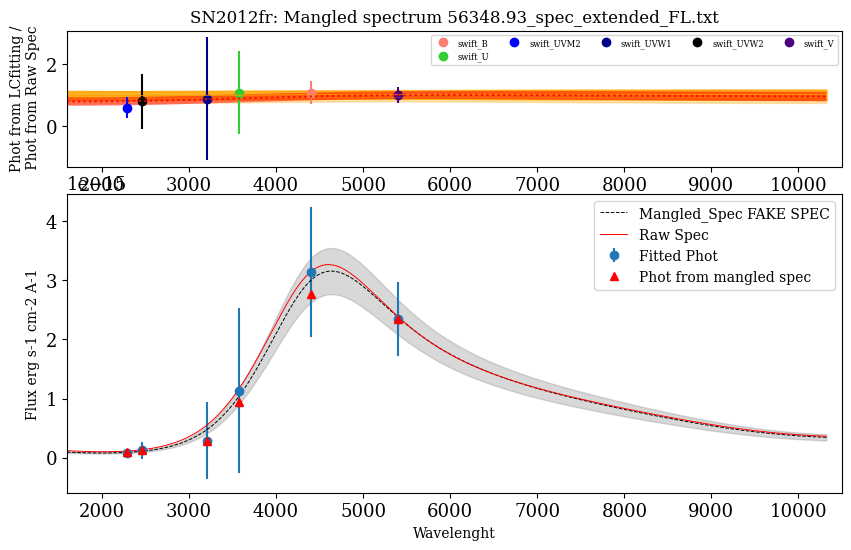 SN2012fr: Mangled spectrum 56348.93_spec_extended_FL.txt
Phot from LCfitting /
Phot from Raw Spec
2
0
swift_B
swift_U
swift_UVM2
swift_UVW1
swift_UVW2
swift_V
2000 3000 4000 5000 6000 7000 8000 9000 10000
Flux erg s-1 cm-2 A-1
4
3
2
1
0
Mangled_Spec FAKE SPEC
Raw Spec
Fitted Phot
Phot from mangled spec
2000 3000 4000 5000 6000 7000 8000 9000 10000
Wavelenght